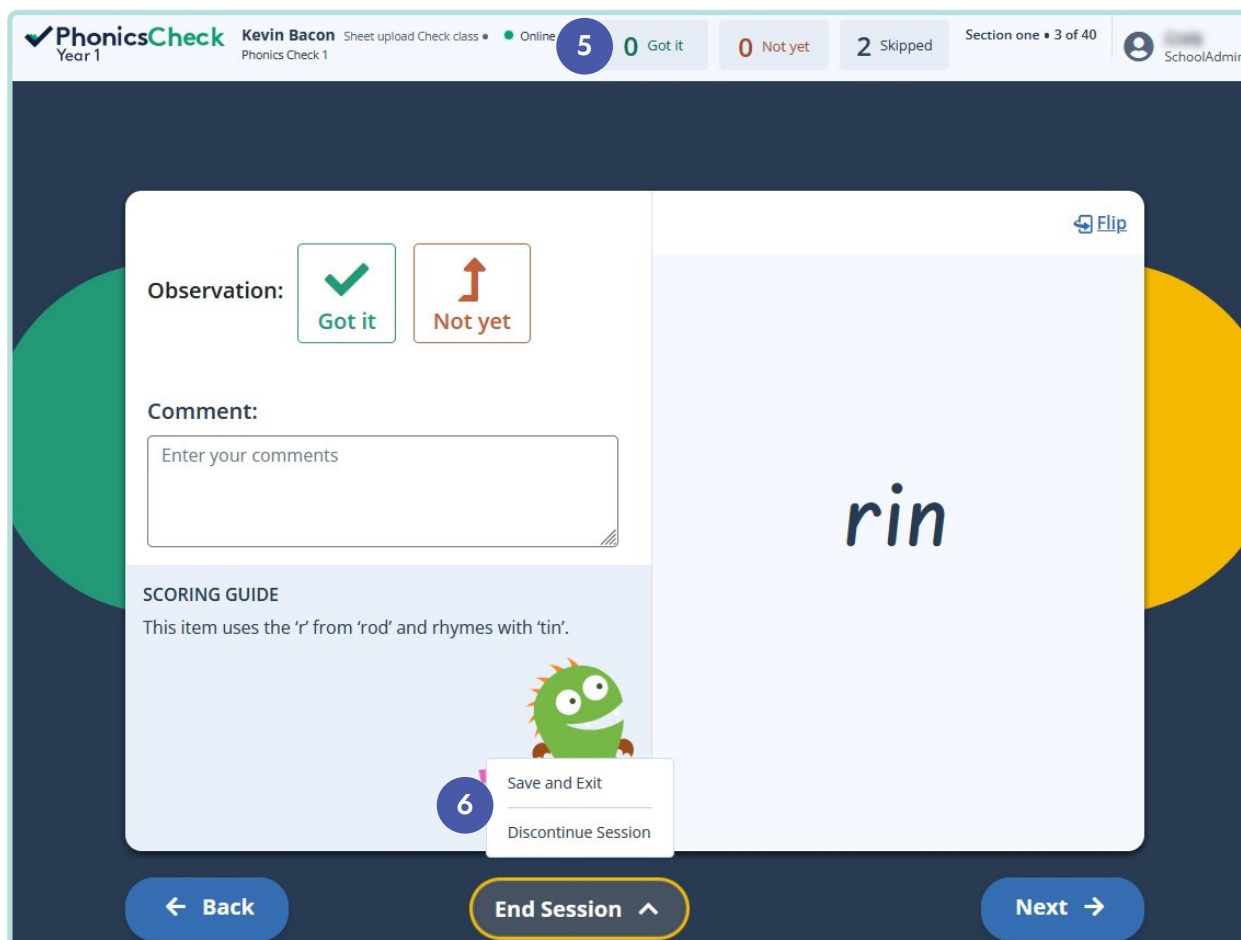 PhonicsCheck
Year 1
Kevin Bacon Sheet upload Check class • Online
Phonics Check 1
5
0 Got it
0 Not yet
2 Skipped
Section one • 3 of 40
SchoolAdmin
Flip
Observation:
Got it
Not yet
Comment:
Enter your comments
rin
SCORING GUIDE
This item uses the ‘r’ from ‘rod’ and rhymes with ‘tin’.
6
Save and Exit
Discontinue Session
Back
End Session
Next